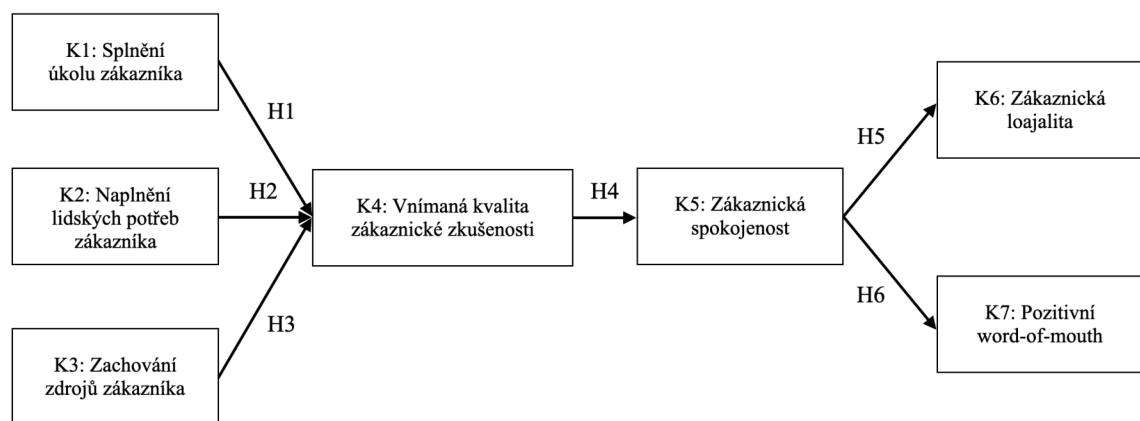 K1: Splnění
úkolu zákazníka
H1
K2: Naplnění
lidských potřeb
zákazníka
H2
K3: Zachování
zdrojů zákazníka
H3
K4: Vnímaná kvalita
zákaznické zkušenosti
H4
K5: Zákaznická
spokojenost
H5
K6: Zákaznická
loajalita
H6
K7: Pozitivní
word-of-mouth